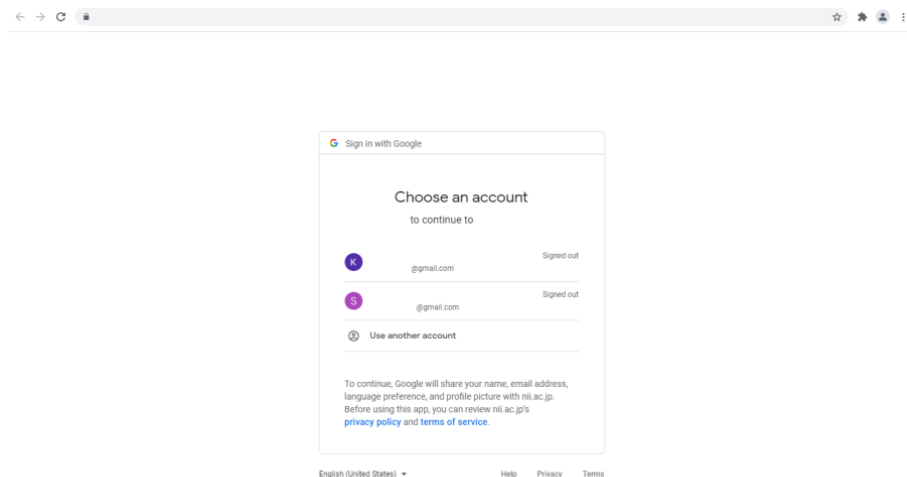 Sign in with Google
Choose an account
to continue to
K
Signed out
@gmail.com
S
Signed out
@gmail.com
Use another account
To continue, Google will share your name, email address,
language preference, and profile picture with nii.ac.jp.
Before using this app, you can review nii.ac.jp's
privacy policy and terms of service.
English (United States)
Help
Privacy
Terms